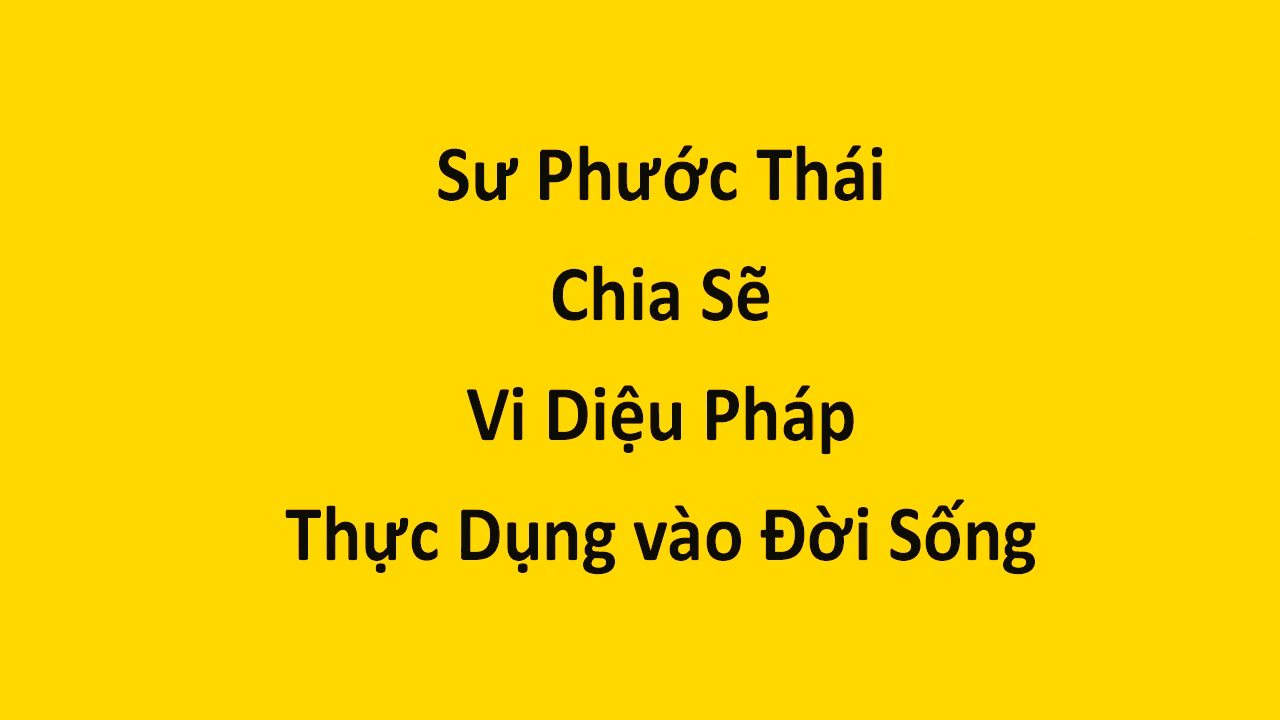 Sư Phước Thái
Chia Sẽ
Vi Diệu Pháp
Thực Dụng vào Đời Sống